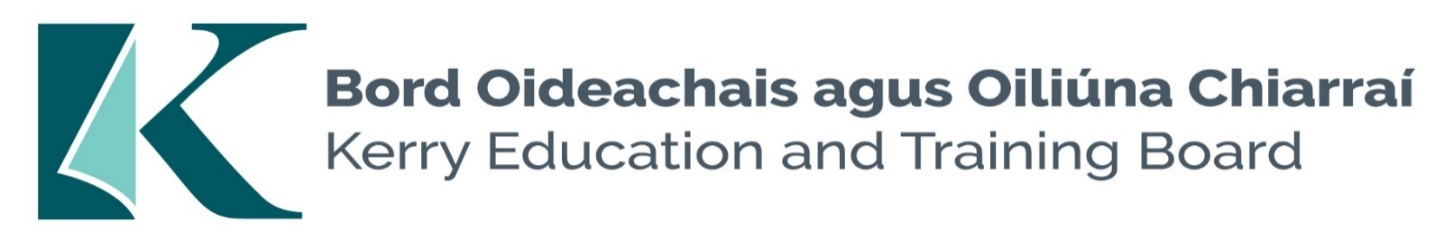 Bord Oideachais agus Oiliúna Chiarraí
Kerry Education and Training Board